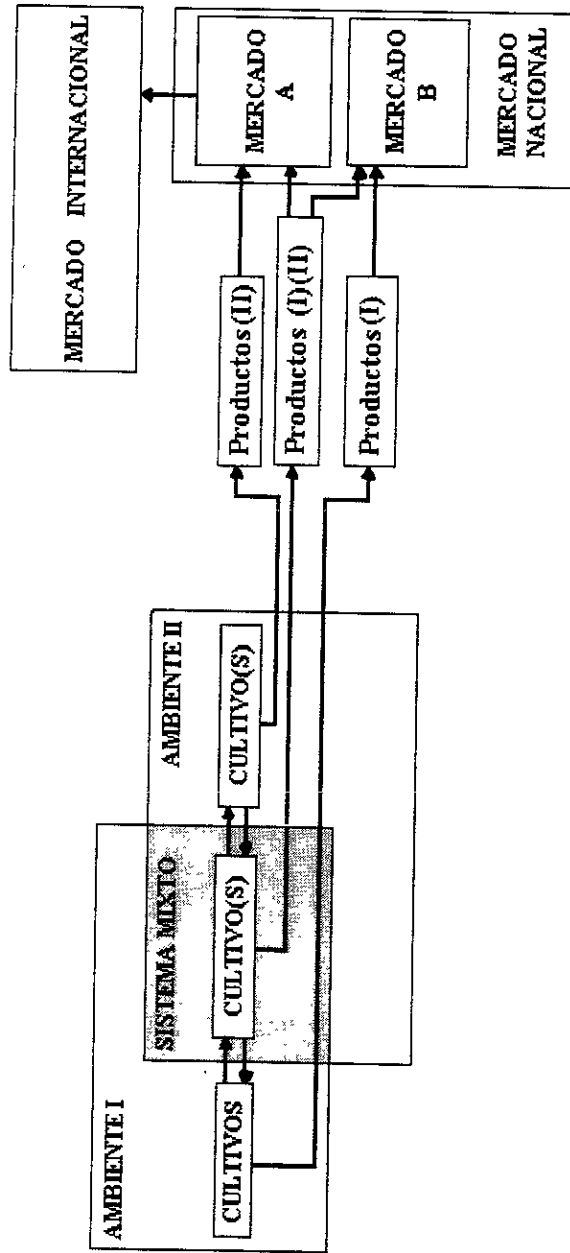 AMBIENTE I
SISTEMA MIXTO
AMBIENTE II
CULTIVOS
CULTIVO(S)
CULTIVO(S)
Productos (II)
Productos (I)(II)
Productos (I)
MERCADO INTERNACIONAL
MERCADO
A
MERCADO
B
MERCADO
NACIONAL